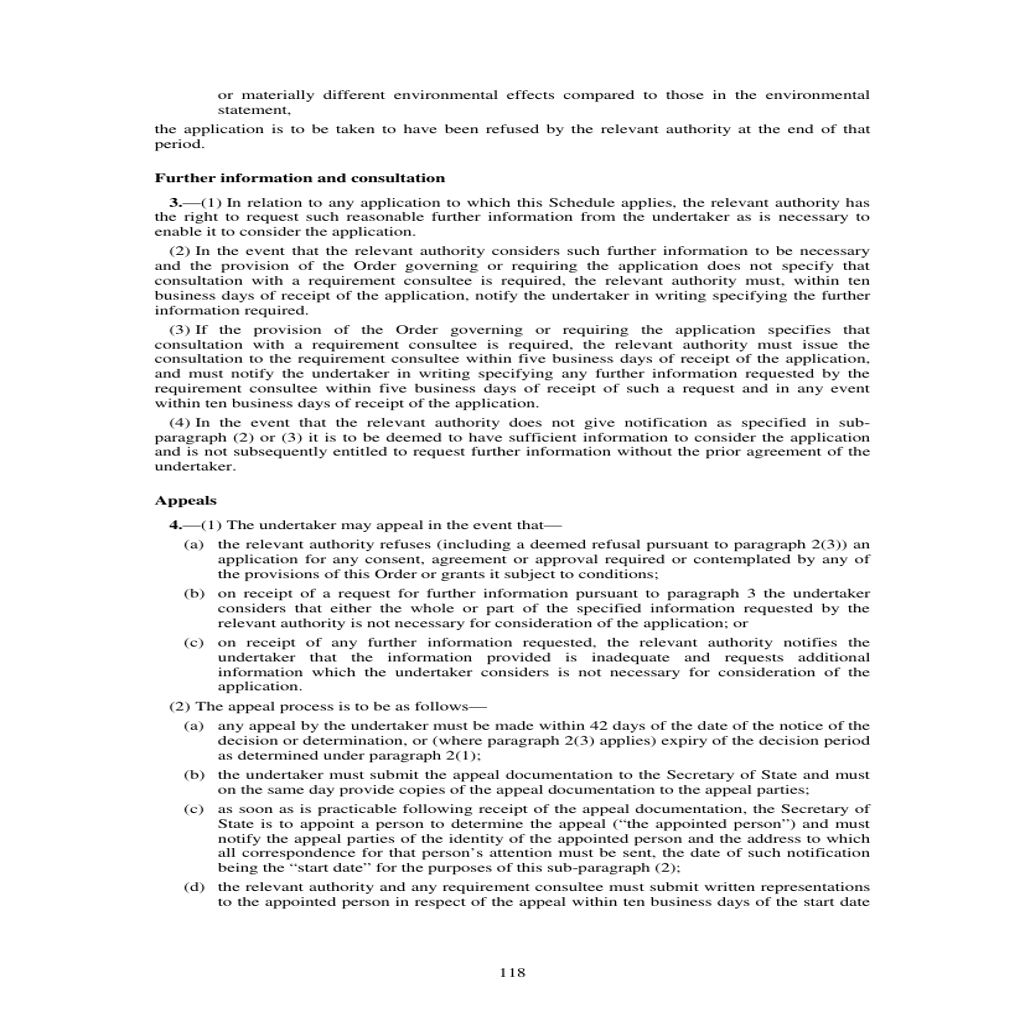 or materially different environmental effects compared to those in the environmental
statement,
the application is to be taken to have been refused by the relevant authority at the end of that
period.
Further information and consultation
3.—(1) In relation to any application to which this Schedule applies, the relevant authority has
the right to request such reasonable further information from the undertaker as is necessary to
enable it to consider the application.
(2) In the event that the relevant authority considers such further information to be necessary
and the provision of the Order governing or requiring the application does not specify that
consultation with a requirement consultee is required, the relevant authority must, within ten
business days of receipt of the application, notify the undertaker in writing specifying the further
information required.
(3) If the provision of the Order governing or requiring the application specifies that
consultation with a requirement consultee is required, the relevant authority must issue the
consultation to the requirement consultee within five business days of receipt of the application,
and must notify the undertaker in writing specifying any further information requested by the
requirement consultee within five business days of receipt of such a request and in any event
within ten business days of receipt of the application.
(4) In the event that the relevant authority does not give notification as specified in sub-
paragraph (2) or (3) it is to be deemed to have sufficient information to consider the application
and is not subsequently entitled to request further information without the prior agreement of the
undertaker.
Appeals
4.—(1) The undertaker may appeal in the event that—
(a) the relevant authority refuses (including a deemed refusal pursuant to paragraph 2(3)) an
application for any consent, agreement or approval required or contemplated by any of
the provisions of this Order or grants it subject to conditions;
(b) on receipt of a request for further information pursuant to paragraph 3 the undertaker
considers that either the whole or part of the specified information requested by the
relevant authority is not necessary for consideration of the application; or
(c) on receipt of any further information requested, the relevant authority notifies the
undertaker that the information provided is inadequate and requests additional
information which the undertaker considers is not necessary for consideration of the
application.
(2) The appeal process is to be as follows—
(a) any appeal by the undertaker must be made within 42 days of the date of the notice of the
decision or determination, or (where paragraph 2(3) applies) expiry of the decision period
as determined under paragraph 2(1);
(b) the undertaker must submit the appeal documentation to the Secretary of State and must
on the same day provide copies of the appeal documentation to the appeal parties;
(c) as soon as is practicable following receipt of the appeal documentation, the Secretary of
State is to appoint a person to determine the appeal (“the appointed person”) and must
notify the appeal parties of the identity of the appointed person and the address to which
all correspondence for that person’s attention must be sent, the date of such notification
being the “start date” for the purposes of this sub-paragraph (2);
(d) the relevant authority and any requirement consultee must submit written representations
to the appointed person in respect of the appeal within ten business days of the start date
118